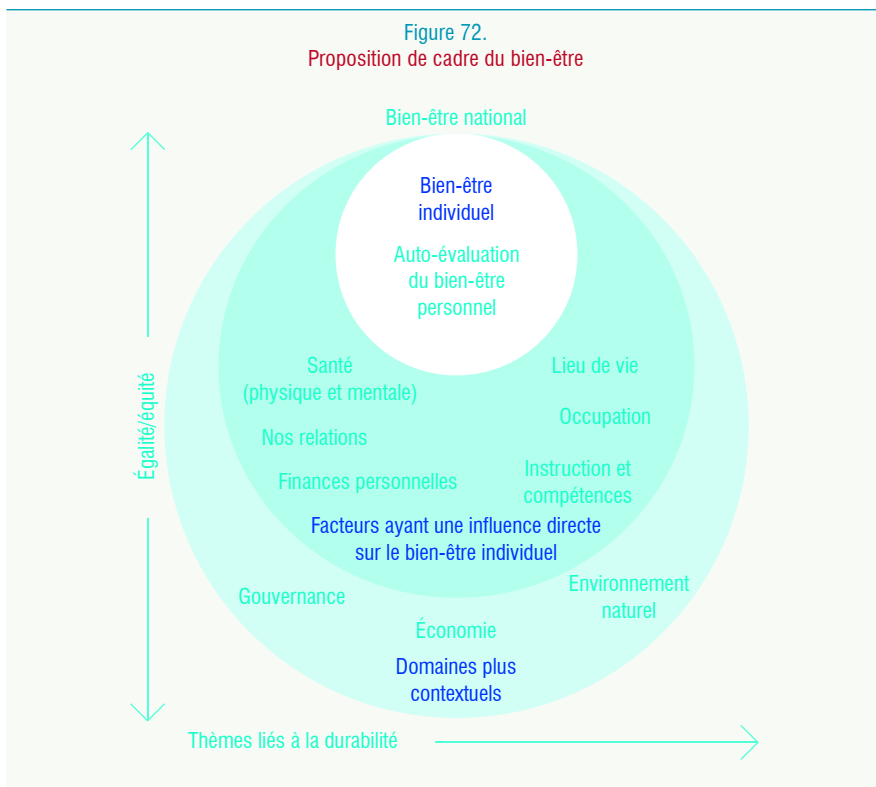 Figure 72.
Proposition de cadre du bien-être
Bien-être national
Bien-être
individuel
Auto-évaluation
du bien-être
personnel
Santé
(physique et mentale)
Lieu de vie
Occupation
Nos relations
Finances personnelles
Instruction et
compétences
Facteurs ayant une influence directe
sur le bien-être individuel
Égalité/équité
Gouvernance
Environnement
naturel
Économie
Domaines plus
contextuels
Thèmes liés à la durabilité